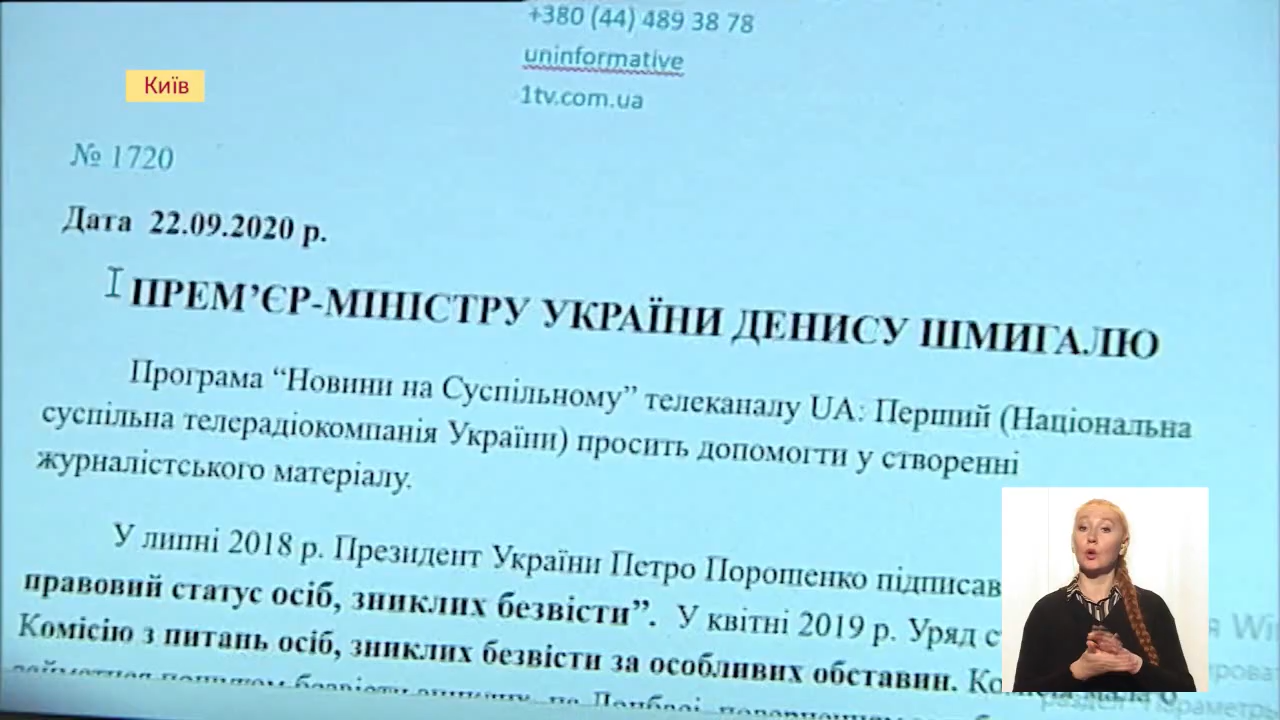 +380 (44) 489 38 78
uninformative
1tv.com.ua
Київ
№ 1720
Дата 22.09.2020 р.
ПРЕМ’ЄР-МІНІСТРУ УКРАЇНИ ДЕНИСУ ШМИГАЛЮ
Програма “Новини на Суспільному” телеканалу UA: Перший (Національна
суспільна телерадіокомпанія України) просить допомогти у створенні
журналістського матеріалу.
У липні 2018 р. Президент України Петро Порошенко підписав
правовий статус осіб, зниклих безвісти”. У квітні 2019 р. Уряд
Комісію з питань осіб, зниклих безвісти за особливих обставин.